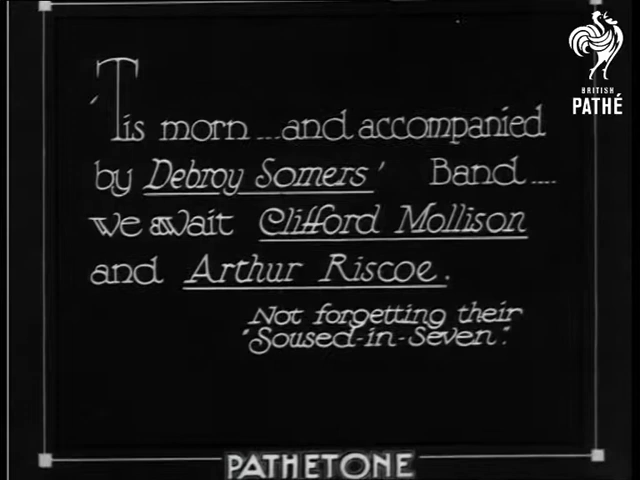 BRITISH
PATHÉ
'Tis morn ... and accompanied
by Debroy Somers' Band ....
we await Clifford Mollison
and Arthur Riscoe.
Not forgetting their
"Soused-in-Seven".
PATHETONE